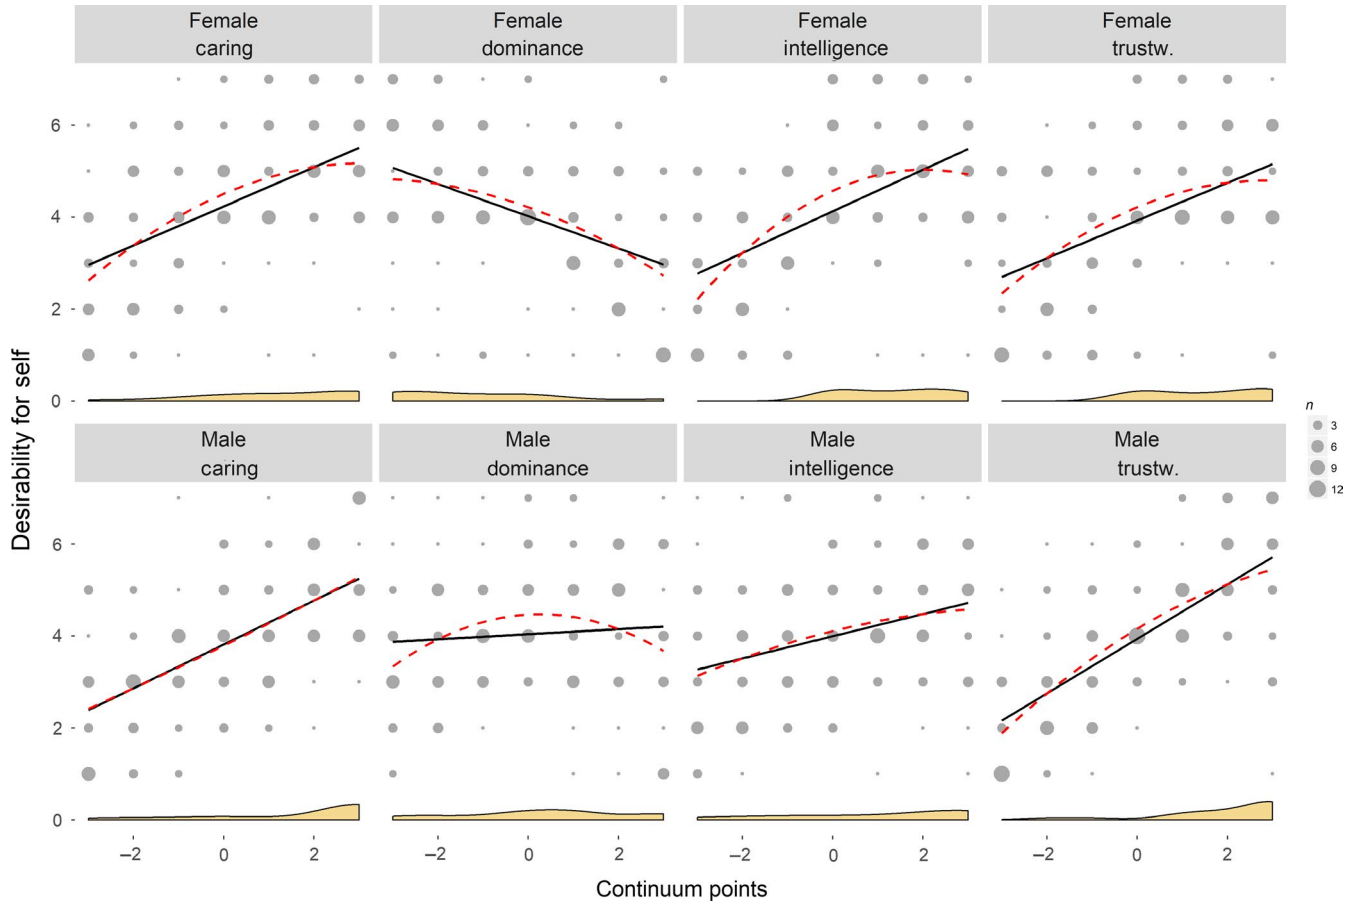 Female
caring
Female
dominance
Female
intelligence
Female
trustw.
6
4
2
0
Desirability for self
Male
caring
Male
dominance
Male
intelligence
Male
trustw.
6
4
2
0
–2 0 2
–2 0 2
–2 0 2
–2 0 2
Continuum points
n
3
6
9
12